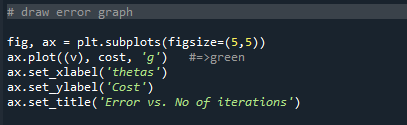 # draw error graph
fig, ax = plt.subplots(figsize=(5,5))
ax.plot((v), cost, 'g')   #=>green
ax.set_xlabel('thetas')
ax.set_ylabel('Cost')
ax.set_title('Error vs. No of iterations')